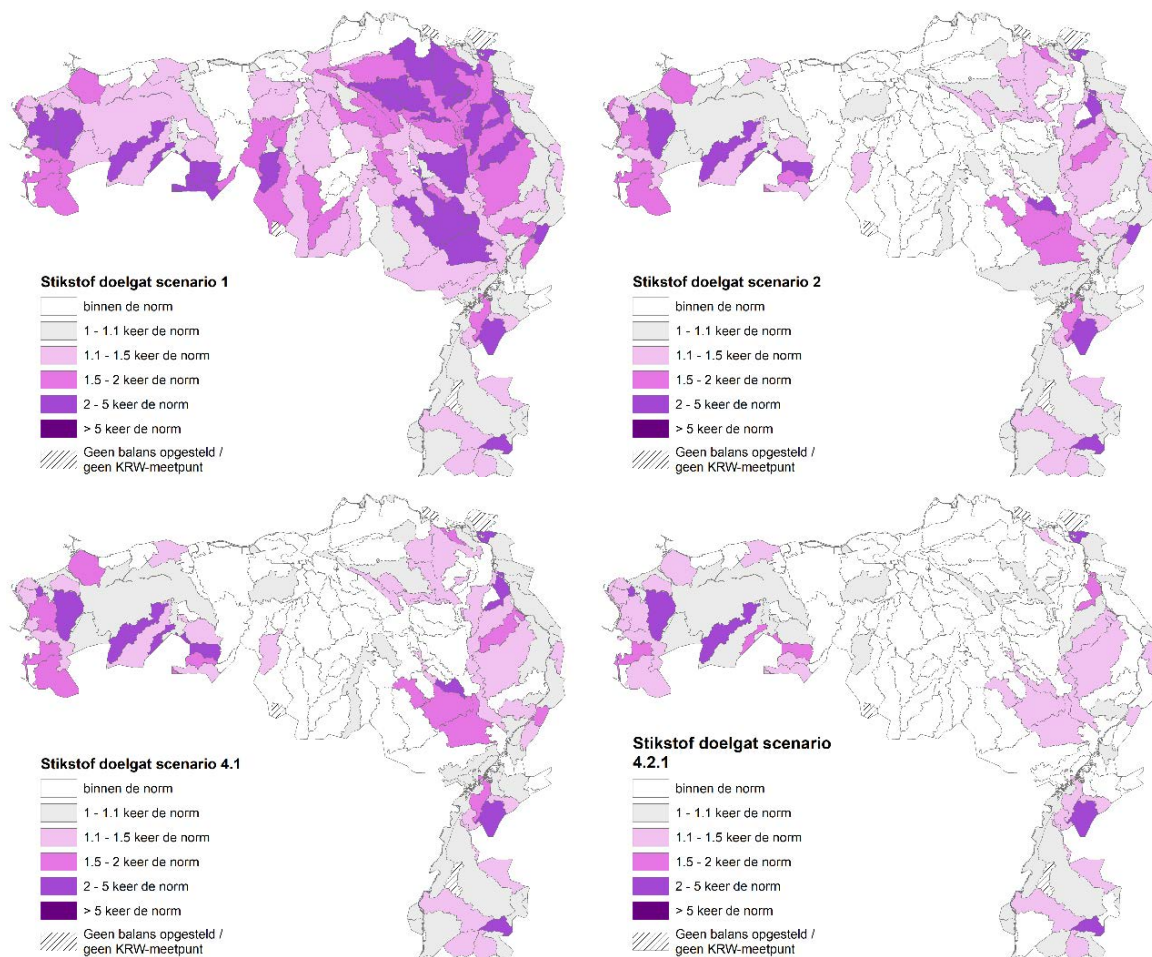 Stikstof doelgat scenario 1
binnen de norm
1 - 1.1 keer de norm
1.1 - 1.5 keer de norm
1.5 - 2 keer de norm
2 - 5 keer de norm
> 5 keer de norm
Geen balans opgesteld /
geen KRW-meetpunt
Stikstof doelgat scenario 2
binnen de norm
1 - 1.1 keer de norm
1.1 - 1.5 keer de norm
1.5 - 2 keer de norm
2 - 5 keer de norm
> 5 keer de norm
Geen balans opgesteld /
geen KRW-meetpunt
Stikstof doelgat scenario 4.1
binnen de norm
1 - 1.1 keer de norm
1.1 - 1.5 keer de norm
1.5 - 2 keer de norm
2 - 5 keer de norm
> 5 keer de norm
Geen balans opgesteld /
geen KRW-meetpunt
Stikstof doelgat scenario
4.2.1
binnen de norm
1 - 1.1 keer de norm
1.1 - 1.5 keer de norm
1.5 - 2 keer de norm
2 - 5 keer de norm
> 5 keer de norm
Geen balans opgesteld /
geen KRW-meetpunt